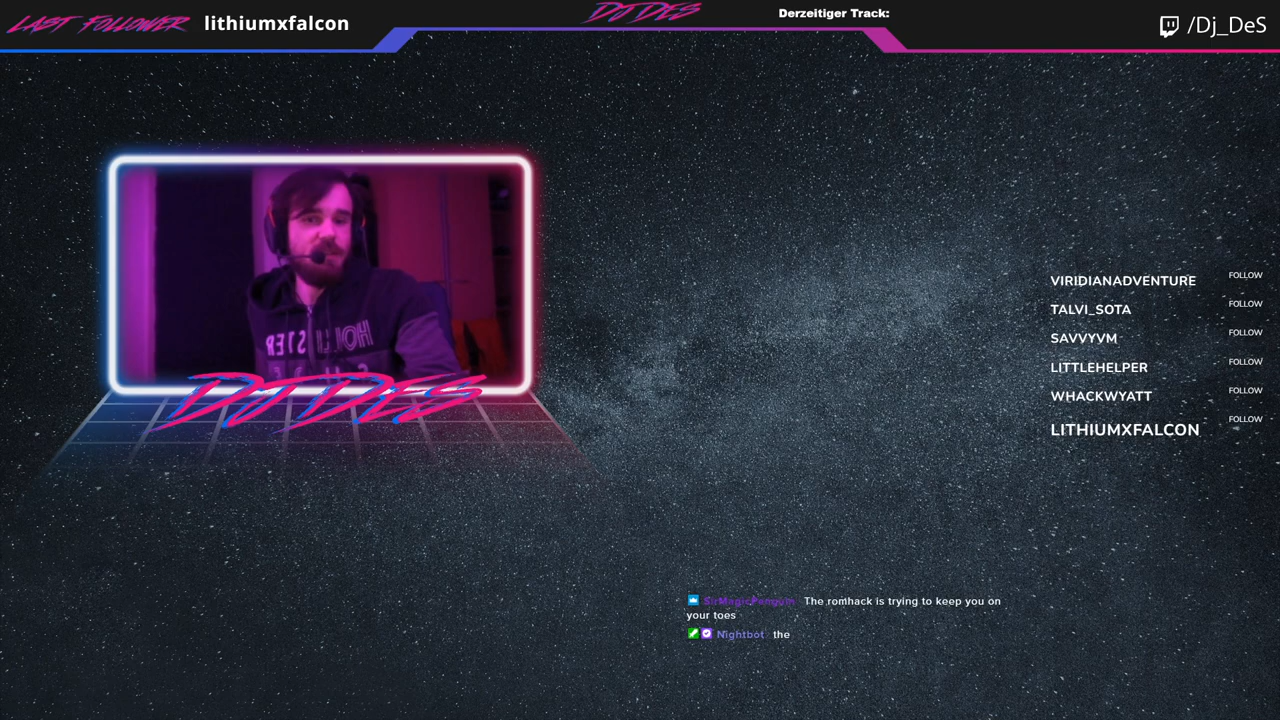 LAST FOLLOWER lithiumxfalcon
DJ DES
Derzeitiger Track:
/Dj_DeS
DJ DES
VIRIDIANADVENTURE FOLLOW
TALVI_SOTA FOLLOW
SAVVYVM FOLLOW
LITTLEHELPER FOLLOW
WHACKWYATT FOLLOW
LITHIUMXFALCON FOLLOW
SirMagicPenguin The romhack is trying to keep you on
your toes
Nightbot the